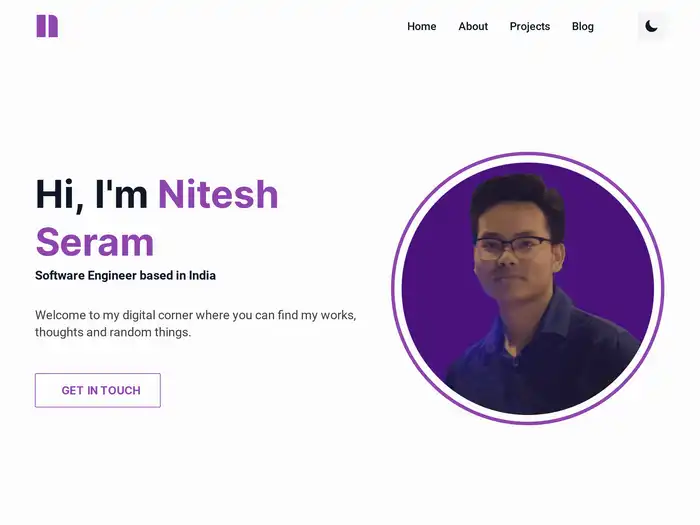 Home About Projects Blog
Hi, I'm Nitesh
Seram
Software Engineer based in India
Welcome to my digital corner where you can find my works,
thoughts and random things.
GET IN TOUCH